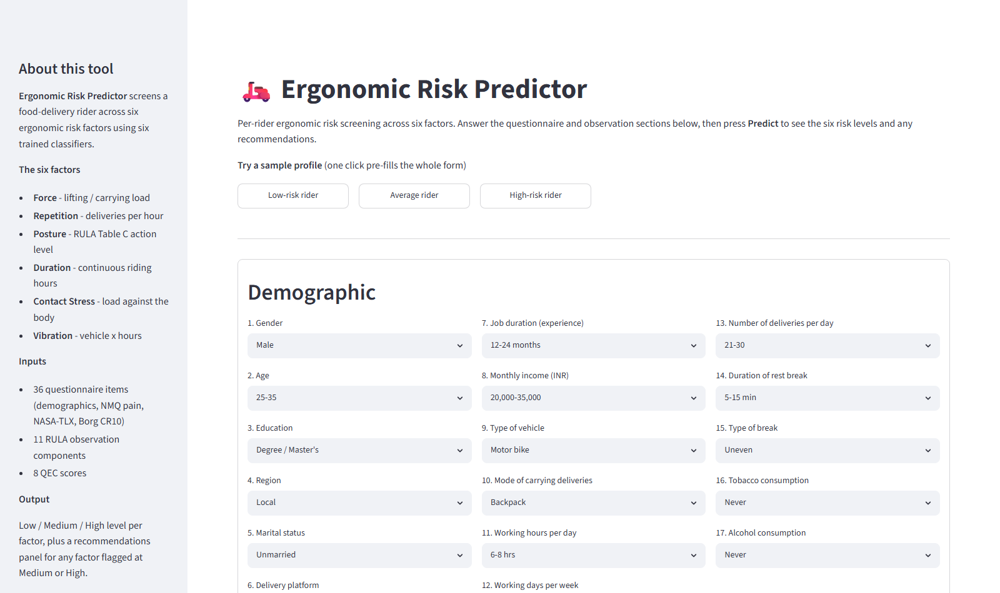 About this tool
Ergonomic Risk Predictor screens a
food-delivery rider across six
ergonomic risk factors using six
trained classifiers.
The six factors
Force - lifting / carrying load
Repetition - deliveries per hour
Posture - RULA Table C action
level
Duration - continuous riding
hours
Contact Stress - load against the
body
Vibration - vehicle x hours
Inputs
36 questionnaire items
(demographics, NMQ pain,
NASA-TLX, Borg CR10)
11 RULA observation
components
8 QEC scores
Output
Low / Medium / High level per
factor, plus a recommendations
panel for any factor flagged at
Medium or High.
Ergonomic Risk Predictor
Per-rider ergonomic risk screening across six factors. Answer the questionnaire and observation sections below, then press Predict to see the six risk levels and any
recommendations.
Try a sample profile (one click pre-fills the whole form)
Low-risk rider
Average rider
High-risk rider
Demographic
1. Gender
Male
2. Age
25-35
3. Education
Degree / Master's
4. Region
Local
5. Marital status
Unmarried
6. Delivery platform
7. Job duration (experience)
12-24 months
8. Monthly income (INR)
20,000-35,000
9. Type of vehicle
Motor bike
10. Mode of carrying deliveries
Backpack
11. Working hours per day
6-8 hrs
12. Working days per week
13. Number of deliveries per day
21-30
14. Duration of rest break
5-15 min
15. Type of break
Uneven
16. Tobacco consumption
Never
17. Alcohol consumption
Never